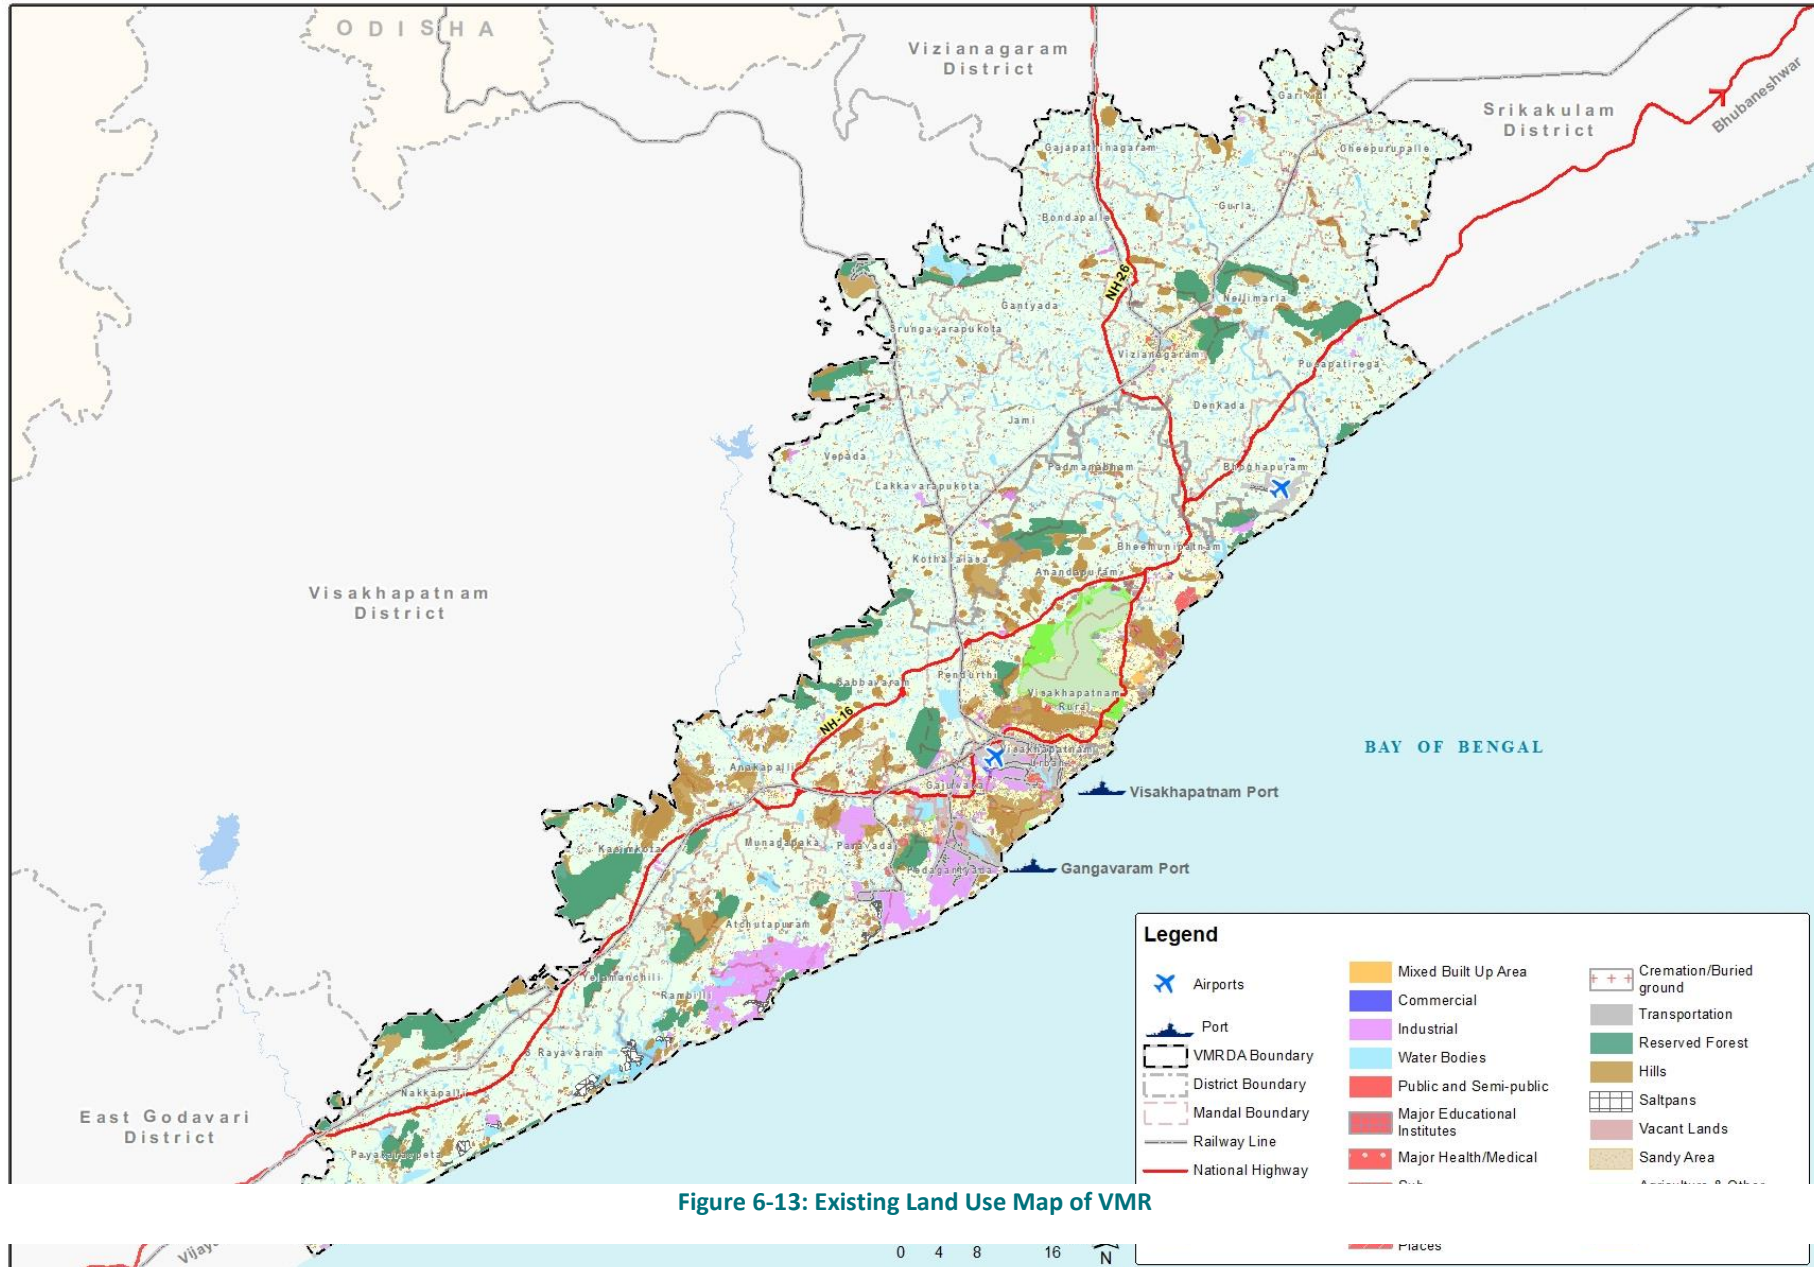 ODISHA
Vizianagaram
District
Srikakulam
District
Bhubaneshwar
Garividi
Gajapathinagaram
Cheepurupalle
Gurla
Bondapalle
NH-26
Nellimarla
Gantyada
Srungavarapukota
Vizianagaram
Pusapatirega
Denkada
Jami
Vepada
Padmanabham
Bhoghapuram
Lakkavarapukota
Bheemunipatnam
Kothavalasa
Anandapuram
Visakhapatnam
District
Pendurthi
Sabbavaram
Visakhapatnam
Rural
NH-16
BAY OF BENGAL
Visakhapatnam
Urban
Anakapalli
Gajuwaka
Visakhapatnam Port
Kasimkota
Munagapaka
Paravada
Pedagantyada
Gangavaram Port
Atchutapuram
Yelamanchili
Rambilli
S Rayavaram
Nakkapalli
East Godavari
District
Payakaraopeta
Legend
Airports
Port
VMRDA Boundary
District Boundary
Mandal Boundary
Railway Line
National Highway
Mixed Built Up Area
Commercial
Industrial
Water Bodies
Public and Semi-public
Major Educational
Institutes
Major Health/Medical
Cremation/Buried
ground
Transportation
Reserved Forest
Hills
Saltpans
Vacant Lands
Sandy Area
Figure 6-13: Existing Land Use Map of VMR
0 4 8 16
N
Places